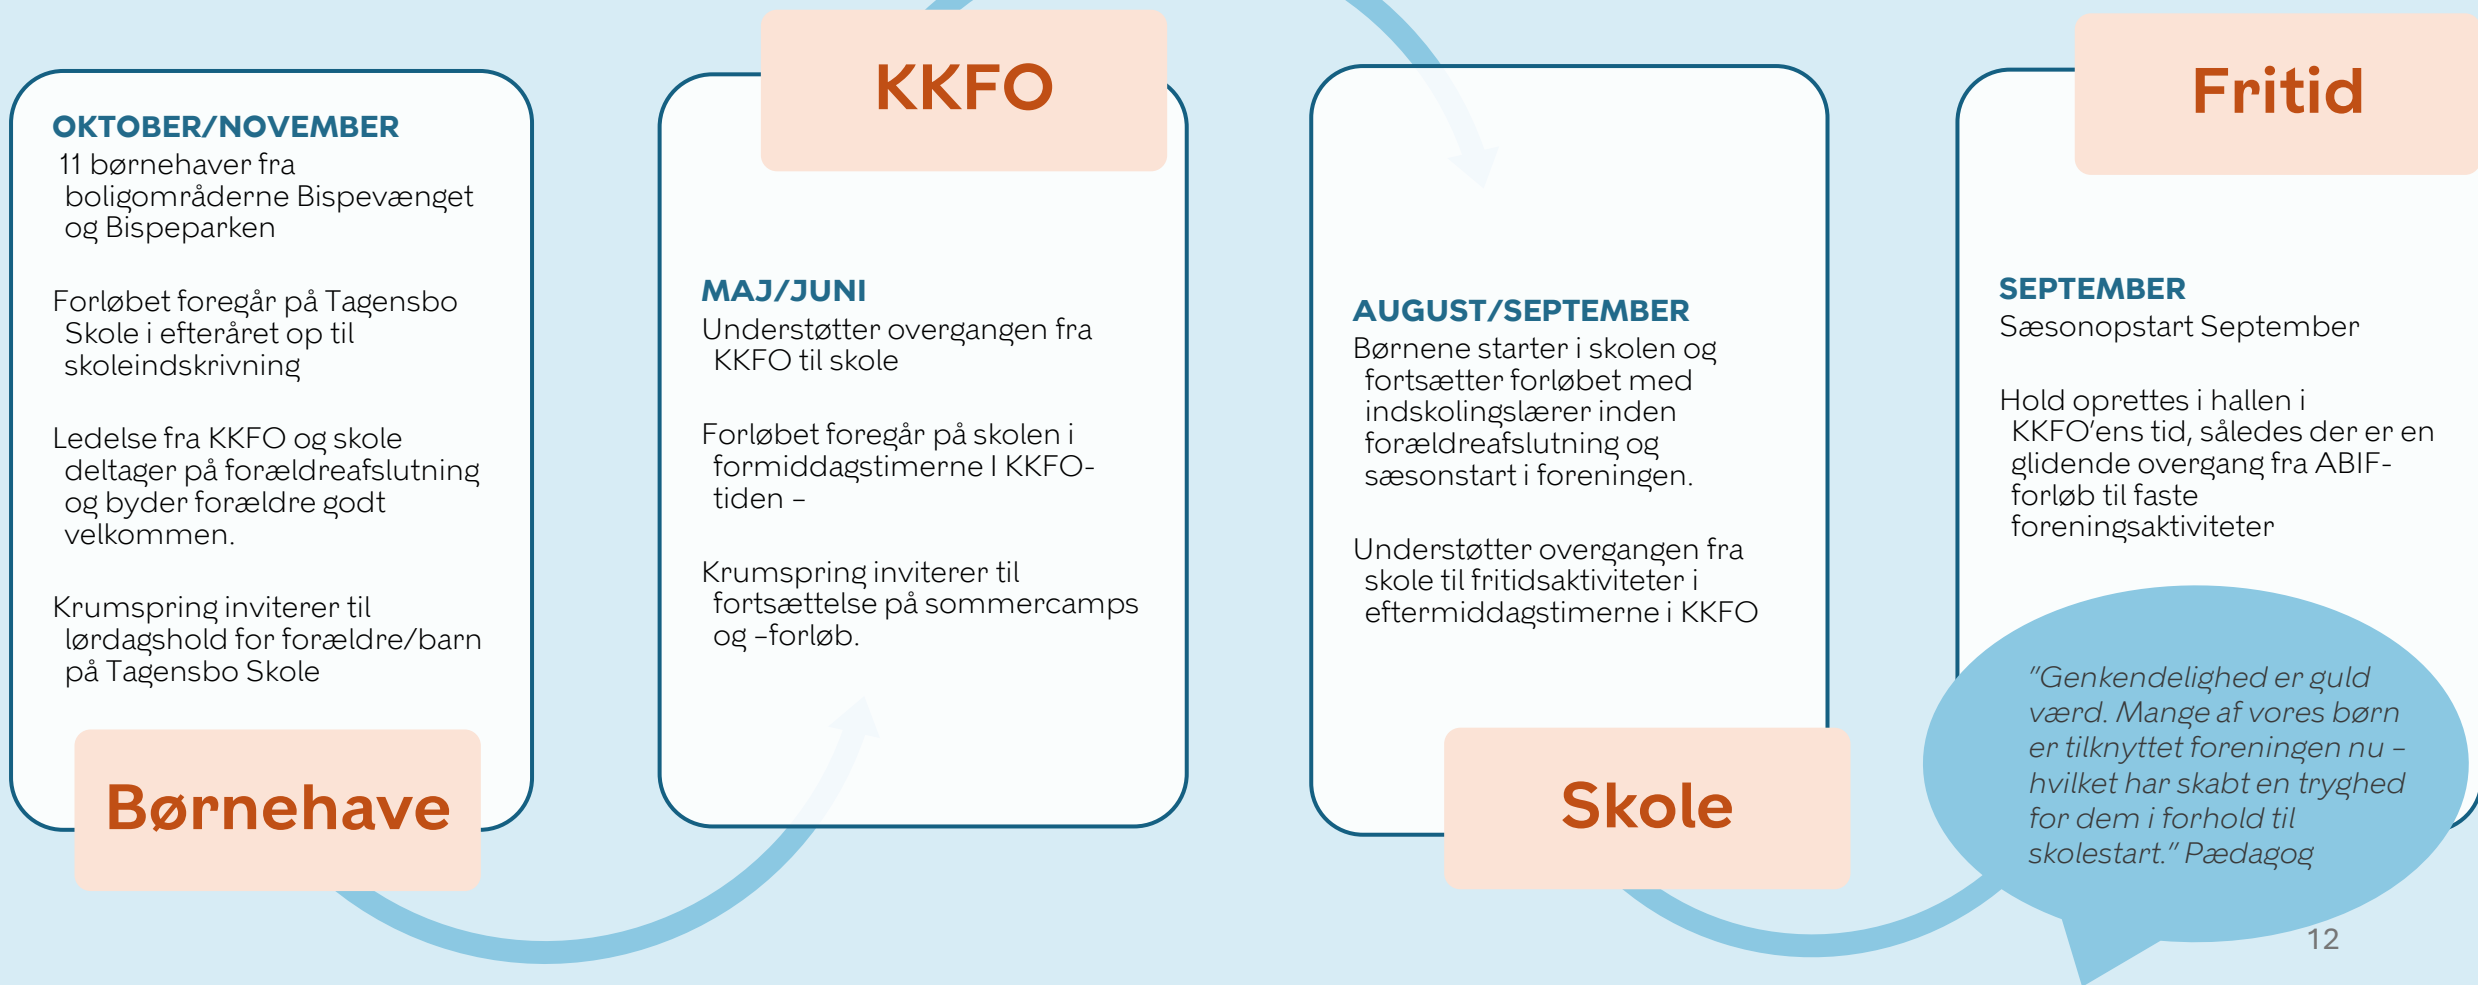 OKTOBER/NOVEMBER
11 børnehaver fra
boligområderne Bispevænget
og Bispeparken
Forløbet foregår på Tagensbo
Skole i efteråret op til
skoleindskrivning
Ledelse fra KKFO og skole
deltager på forældreafslutning
og byder forældre godt
velkommen.
Krumspring inviterer til
lørdagshold for forældre/barn
på Tagensbo Skole
Børnehave
KKFO
MAJ/JUNI
Understøtter overgangen fra
KKFO til skole
Forløbet foregår på skolen i
formiddagstimerne I KKFO-
tiden –
Krumspring inviterer til
fortsættelse på sommercamps
og –forløb.
AUGUST/SEPTEMBER
Børnene starter i skolen og
fortsætter forløbet med
indskolingslærer inden
forældreafslutning og
sæsonstart i foreningen.
Understøtter overgangen fra
skole til fritidsaktiviteter i
eftermiddagstimerne i KKFO
Skole
Fritid
SEPTEMBER
Sæsonopstart September
Hold oprettes i hallen i
KKFO’ens tid, således der er en
glidende overgang fra ABIF-
forløb til faste
foreningsaktiviteter
”Genkendelighed er guld
værd. Mange af vores børn
er tilknyttet foreningen nu –
hvilket har skabt en tryghed
for dem i forhold til
skolestart.” Pædagog
12